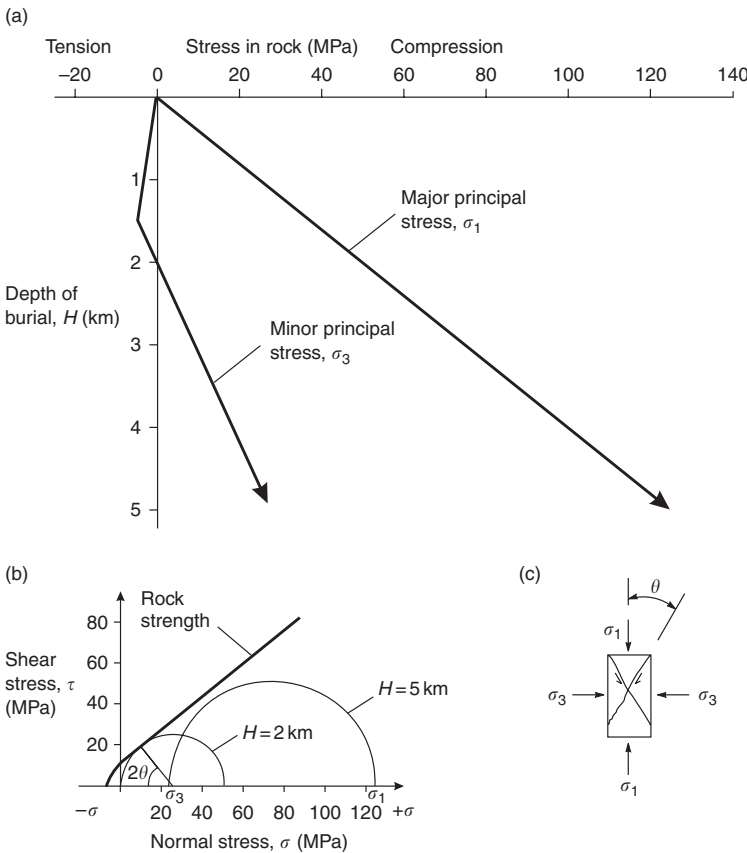 (a)
Tension Stress in rock (MPa) Compression
–20 0 20 40 60 80 100 120 140
1
2
3
4
5
Depth of
burial, H (km)
Major principal
stress, σ1
Minor principal
stress, σ3
(b)
Rock
strength
Shear
stress, τ
(MPa)
80
60
40
20
H = 5 km
H = 2 km
2θ
σ3 σ1
–σ 20 40 60 80 100 120 +σ
Normal stress, σ (MPa)
(c)
θ
σ1
σ3 σ3
σ1